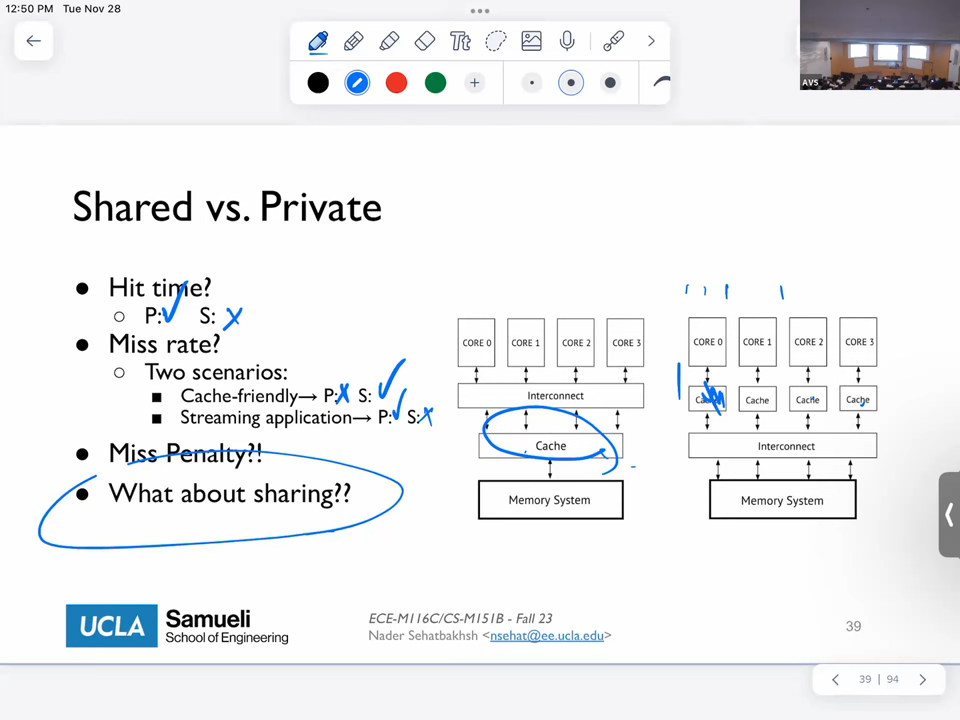 12:50 PM Tue Nov 28
Tt
AVS
Shared vs. Private
● Hit time?
○ P: ✓ S: x
● Miss rate?
○ Two scenarios:
■ Cache-friendly→ P: x S: ✓
■ Streaming application→ P: ✓ S: x
● Miss Penalty?!
● What about sharing??
CORE 0 CORE 1 CORE 2 CORE 3
Interconnect
Cache
Memory System
CORE 0 CORE 1 CORE 2 CORE 3
Cache Cache Cache Cache
Interconnect
Memory System
UCLA Samueli
School of Engineering
ECE-M116C/CS-M151B - Fall 23
Nader Sehatbakhsh <nsehat@ee.ucla.edu>
39
39 | 94